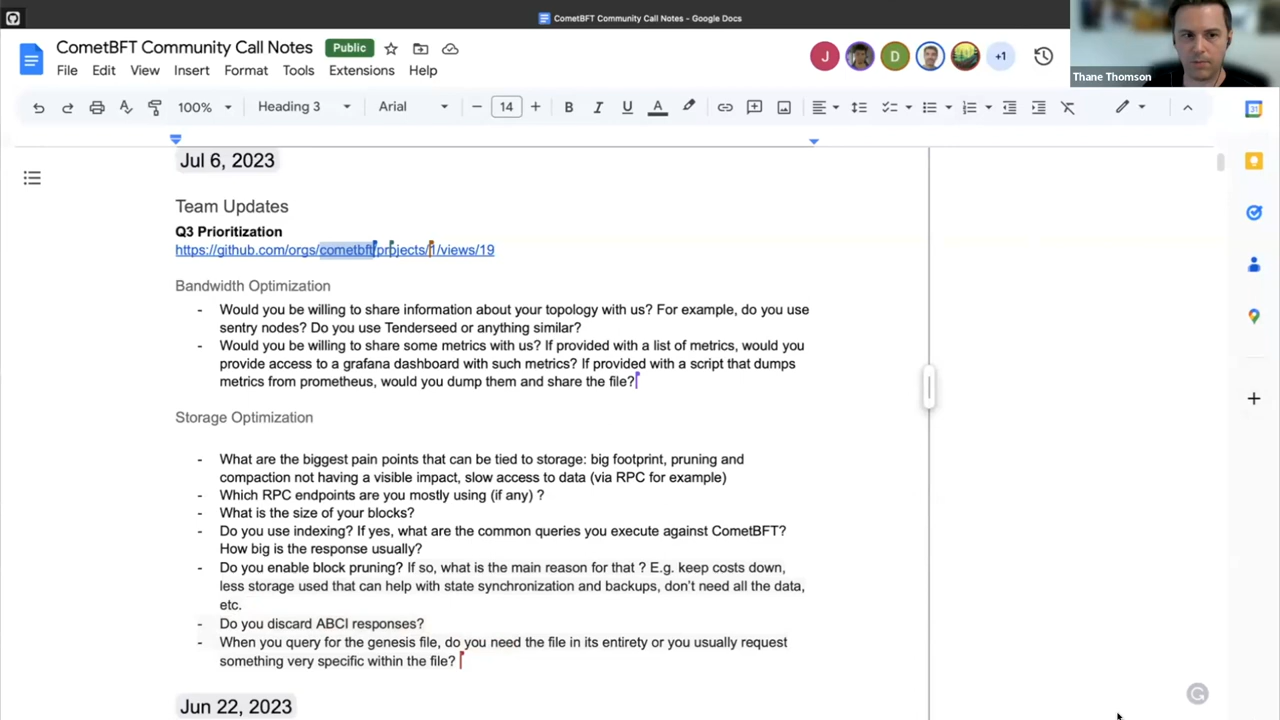 CometBFT Community Call Notes - Google Docs
CometBFT Community Call Notes
Public
J
D
+1
Thane Thomson
File Edit View Insert Format Tools Extensions Help
100% Heading 3 Arial 14 B I U A
31
Jul 6, 2023
Team Updates
Q3 Prioritization
https://github.com/orgs/cometbft/projects/1/views/19
Bandwidth Optimization
- Would you be willing to share information about your topology with us? For example, do you use
sentry nodes? Do you use Tenderseed or anything similar?
- Would you be willing to share some metrics with us? If provided with a list of metrics, would you
provide access to a grafana dashboard with such metrics? If provided with a script that dumps
metrics from prometheus, would you dump them and share the file?
Storage Optimization
- What are the biggest pain points that can be tied to storage: big footprint, pruning and
compaction not having a visible impact, slow access to data (via RPC for example)
- Which RPC endpoints are you mostly using (if any) ?
- What is the size of your blocks?
- Do you use indexing? If yes, what are the common queries you execute against CometBFT?
How big is the response usually?
- Do you enable block pruning? If so, what is the main reason for that ? E.g. keep costs down,
less storage used that can help with state synchronization and backups, don't need all the data,
etc.
- Do you discard ABCI responses?
- When you query for the genesis file, do you need the file in its entirety or you usually request
something very specific within the file?
Jun 22, 2023